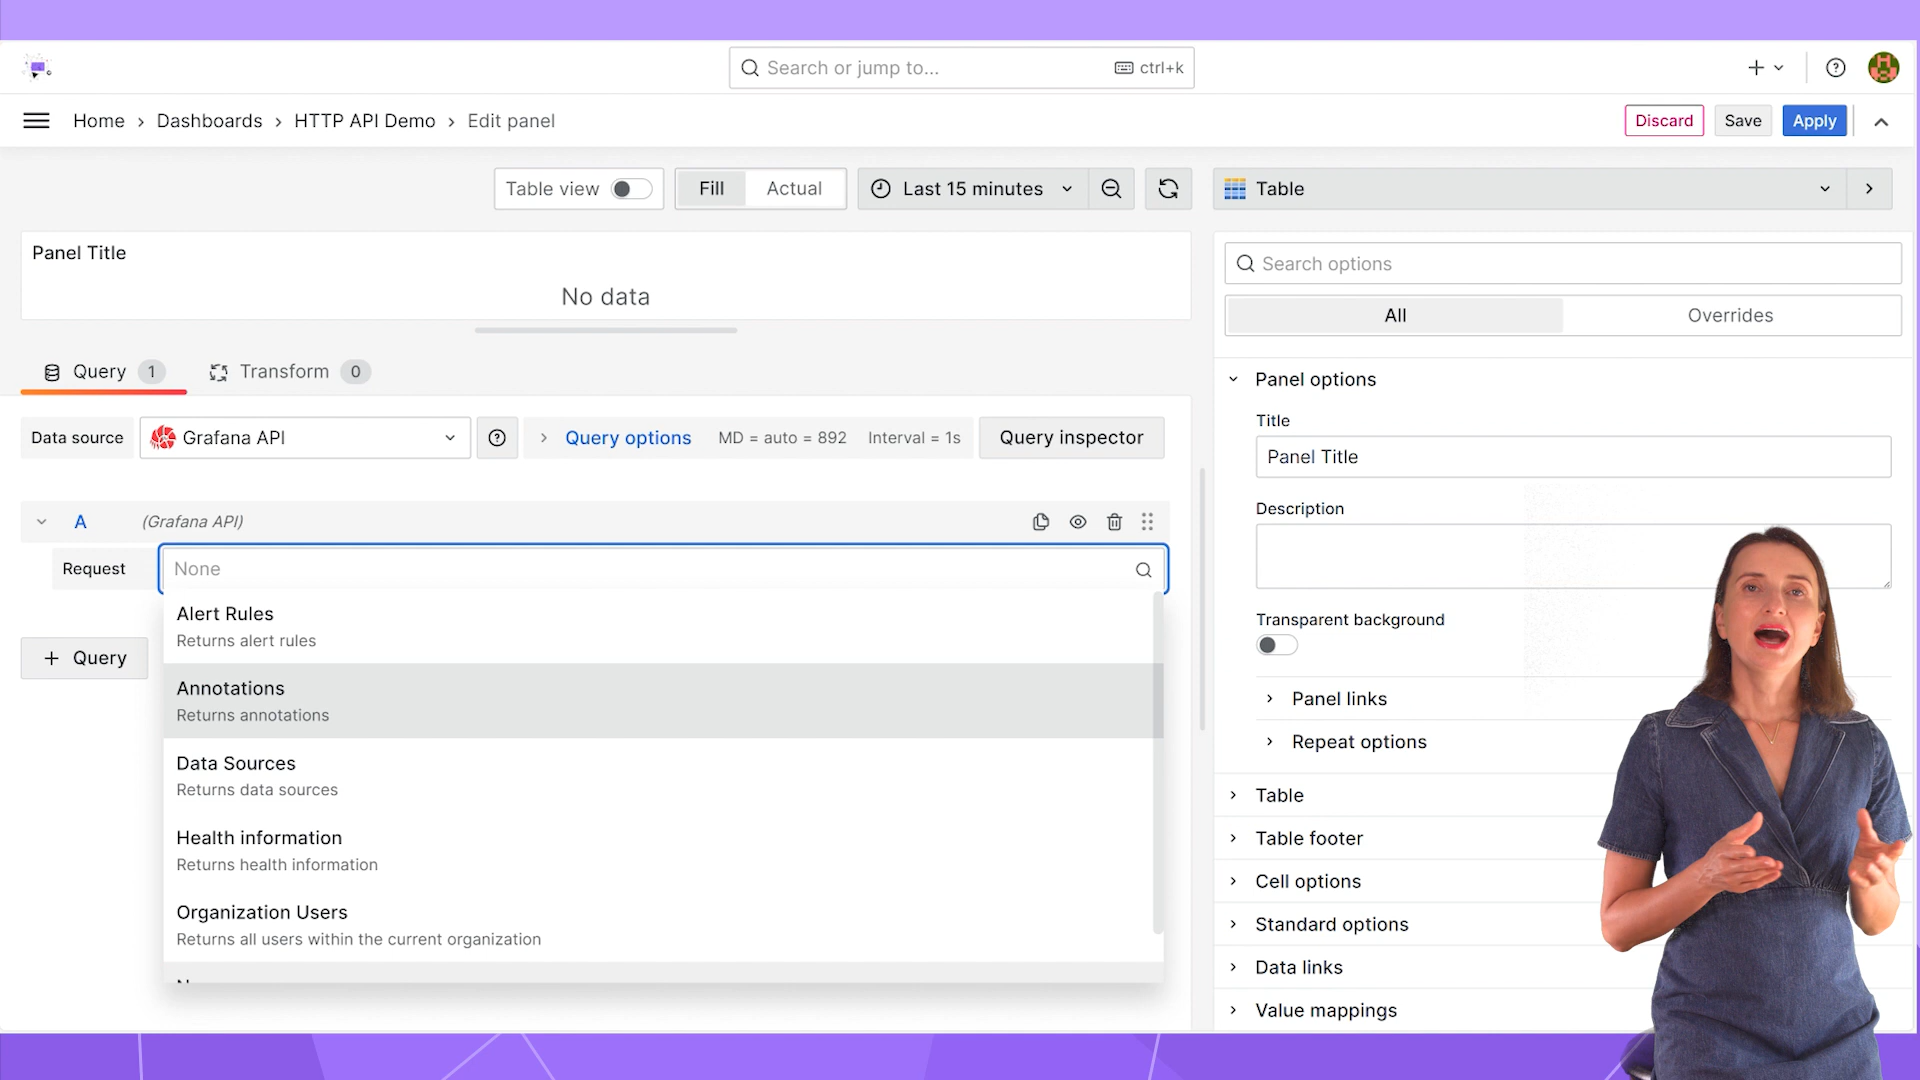 Search or jump to...
ctrl+k
Home › Dashboards › HTTP API Demo › Edit panel
Discard
Save
Apply
Table view
Fill
Actual
Last 15 minutes
Table
Panel Title
No data
Query 1
Transform 0
Data source
Grafana API
Query options
MD = auto = 892
Interval = 1s
Query inspector
A
(Grafana API)
Request
None
Alert Rules
Returns alert rules
Annotations
Returns annotations
Data Sources
Returns data sources
Health information
Returns health information
Organization Users
Returns all users within the current organization
+ Query
Search options
All
Overrides
Panel options
Title
Panel Title
Description
Transparent background
Panel links
Repeat options
Table
Table footer
Cell options
Standard options
Data links
Value mappings